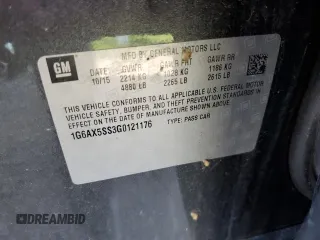 GM
MFD BY GENERAL MOTORS LLC
DATE GVWR GAWR FRT GAWR RR
10/15 2214 KG 1028 KG 1186 KG
4880 LB 2265 LB 2615 LB
THIS VEHICLE CONFORMS TO ALL APPLICABLE U.S. FEDERAL MOTOR
VEHICLE SAFETY, BUMPER, AND THEFT PREVENTION STANDARDS
IN EFFECT ON THE DATE OF MANUFACTURE SHOWN ABOVE.
1G6AX5SS3G0121176 TYPE: PASS CAR
DREAMBID